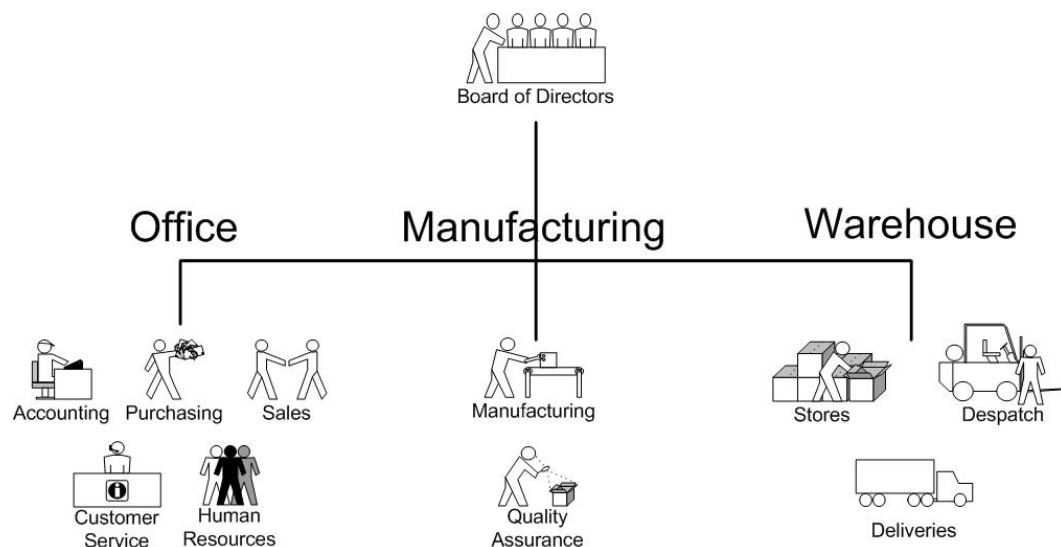 Board of Directors
Office
Manufacturing
Warehouse
Accounting
Purchasing
Sales
Manufacturing
Stores
Despatch
Customer
Service
Human
Resources
Quality
Assurance
Deliveries